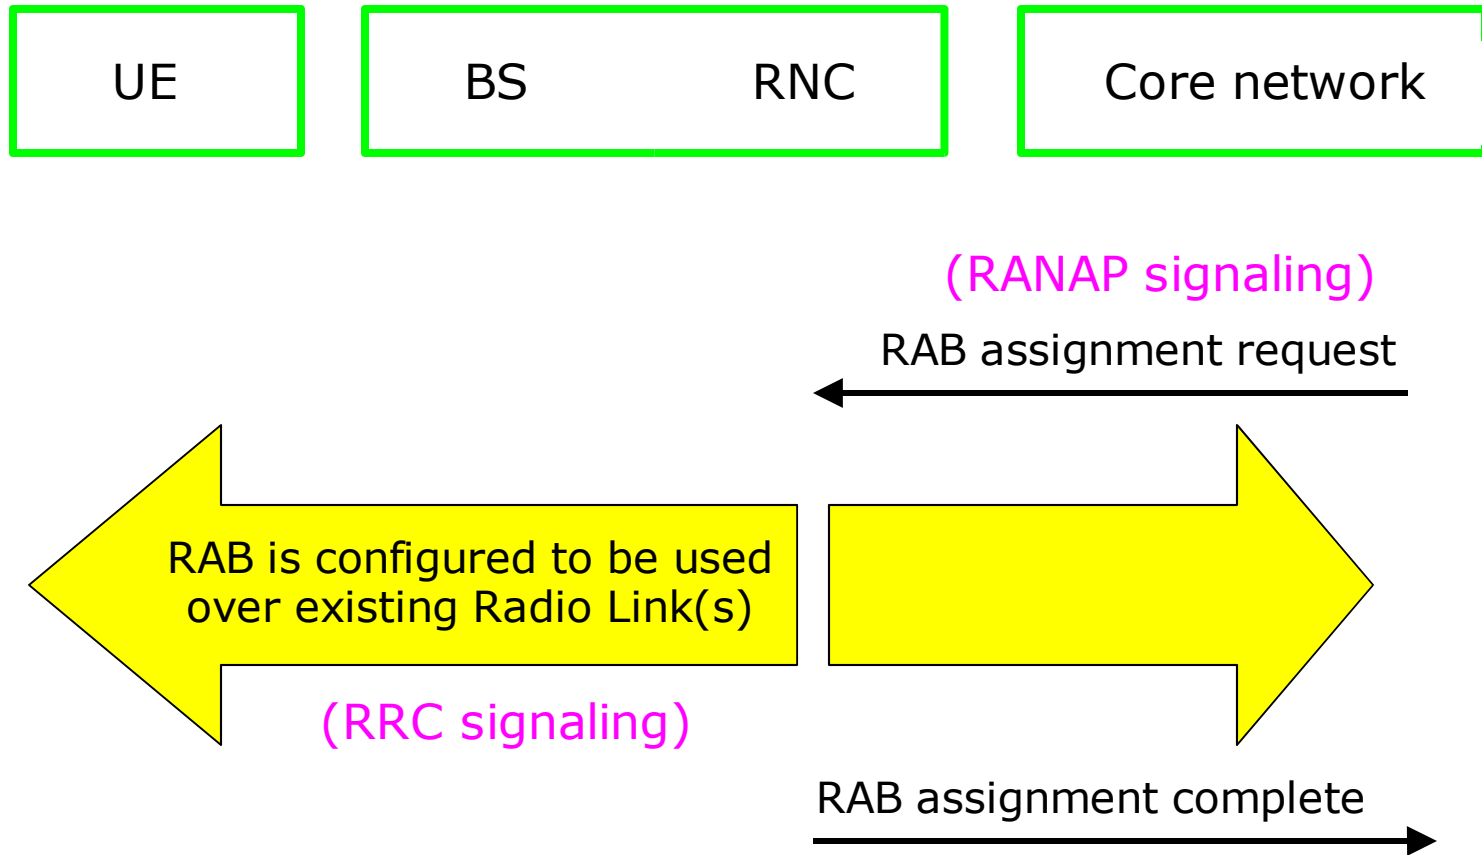 UE
BS
RNC
Core network
(RANAP signaling)
RAB assignment request
RAB is configured to be used
over existing Radio Link(s)
(RRC signaling)
RAB assignment complete